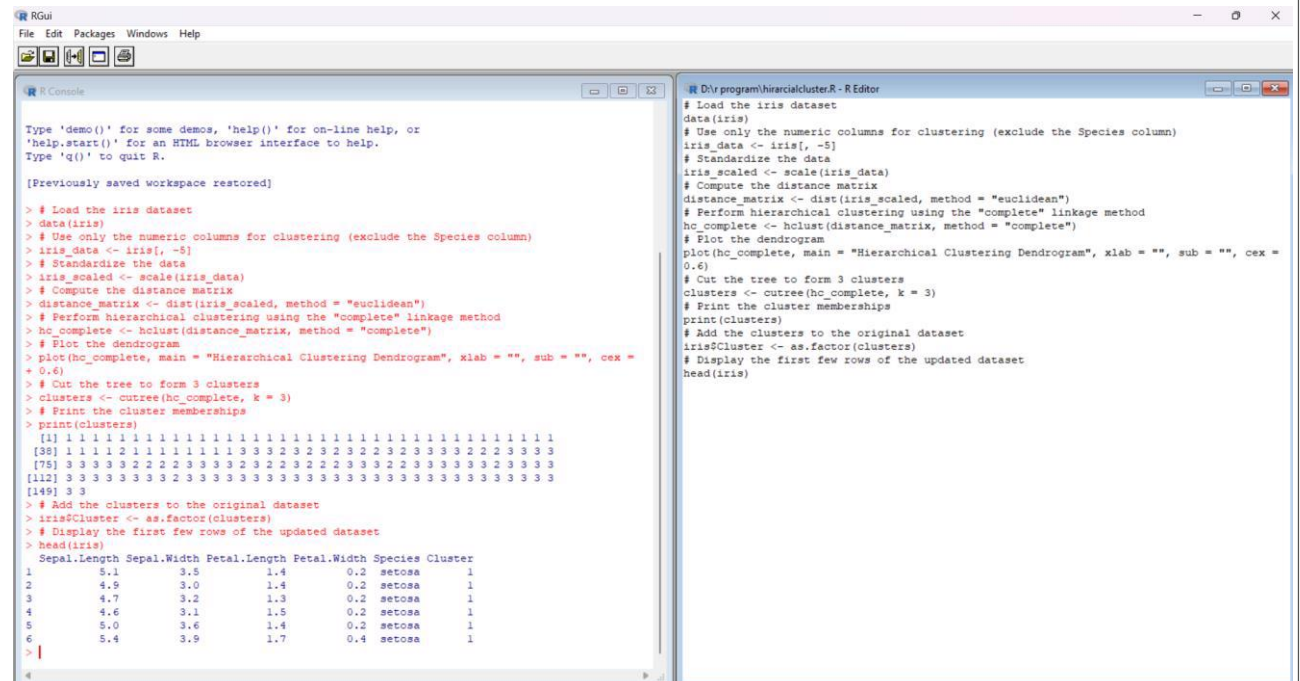 RGui
File Edit Packages Windows Help
R Console
Type 'demo()' for some demos, 'help()' for on-line help, or
'help.start()' for an HTML browser interface to help.
Type 'q()' to quit R.
[Previously saved workspace restored]
> # Load the iris dataset
> data(iris)
> # Use only the numeric columns for clustering (exclude the Species column)
> iris_data <- iris[, -5]
> # Standardize the data
> iris_scaled <- scale(iris_data)
> # Compute the distance matrix
> distance_matrix <- dist(iris_scaled, method = "euclidean")
> # Perform hierarchical clustering using the "complete" linkage method
> hc_complete <- hclust(distance_matrix, method = "complete")
> # Plot the dendrogram
> plot(hc_complete, main = "Hierarchical Clustering Dendrogram", xlab = "", sub = "", cex =
+ 0.6)
> # Cut the tree to form 3 clusters
> clusters <- cutree(hc_complete, k = 3)
> # Print the cluster memberships
> print(clusters)
[1] 1 1 1 1 1 1 1 1 1 1 1 1 1 1 1 1 1 1 1 1 1 1 1 1 1 1 1 1 1 1 1 1 1 1 1 1 1
[38] 1 1 1 1 2 1 1 1 1 1 1 1 1 3 3 3 2 3 2 3 2 3 2 2 3 2 3 3 3 3 2 2 2 3 3 3 3
[75] 3 3 3 3 3 2 2 2 2 3 3 3 3 2 3 2 2 3 2 2 2 3 3 3 2 2 3 3 3 3 3 3 2 3 3 3 3
[112] 3 3 3 3 3 3 3 3 2 3 3 3 3 3 3 3 3 3 3 3 3 3 3 3 3 3 3 3 3 3 3 3 3 3 3 3 3
[149] 3 3
> # Add the clusters to the original dataset
> iris$Cluster <- as.factor(clusters)
> # Display the first few rows of the updated dataset
> head(iris)
Sepal.Length Sepal.Width Petal.Length Petal.Width Species Cluster
1 5.1 3.5 1.4 0.2 setosa 1
2 4.9 3.0 1.4 0.2 setosa 1
3 4.7 3.2 1.3 0.2 setosa 1
4 4.6 3.1 1.5 0.2 setosa 1
5 5.0 3.6 1.4 0.2 setosa 1
6 5.4 3.9 1.7 0.4 setosa 1
>
D:\r program\hirarcialcluster.R - R Editor
# Load the iris dataset
data(iris)
# Use only the numeric columns for clustering (exclude the Species column)
iris_data <- iris[, -5]
# Standardize the data
iris_scaled <- scale(iris_data)
# Compute the distance matrix
distance_matrix <- dist(iris_scaled, method = "euclidean")
# Perform hierarchical clustering using the "complete" linkage method
hc_complete <- hclust(distance_matrix, method = "complete")
# Plot the dendrogram
plot(hc_complete, main = "Hierarchical Clustering Dendrogram", xlab = "", sub = "", cex =
0.6)
# Cut the tree to form 3 clusters
clusters <- cutree(hc_complete, k = 3)
# Print the cluster memberships
print(clusters)
# Add the clusters to the original dataset
iris$Cluster <- as.factor(clusters)
# Display the first few rows of the updated dataset
head(iris)